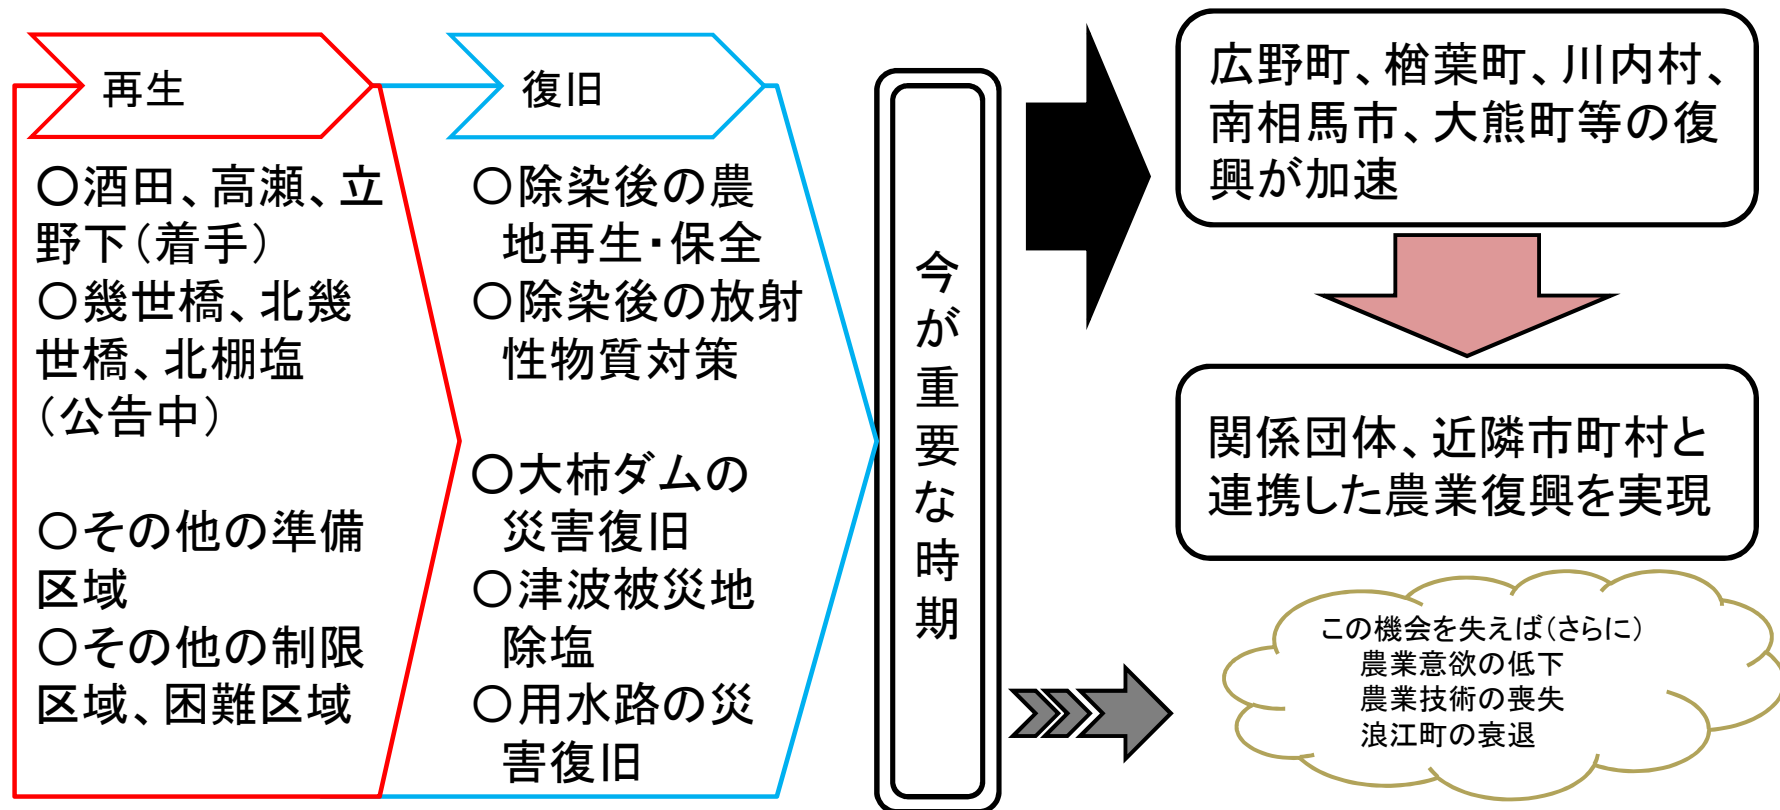 再生
○酒田、高瀬、立
野下(着手)
○幾世橋、北幾
世橋、北棚塩
(公告中)
○その他の準備
区域
○その他の制限
区域、困難区域
復旧
○除染後の農
地再生・保全
○除染後の放射
性物質対策
○大柿ダムの
災害復旧
○津波被災地
除塩
○用水路の災
害復旧
今が重要な時期
広野町、楢葉町、川内村、
南相馬市、大熊町等の復
興が加速
関係団体、近隣市町村と
連携した農業復興を実現
この機会を失えば(さらに)
農業意欲の低下
農業技術の喪失
浪江町の衰退